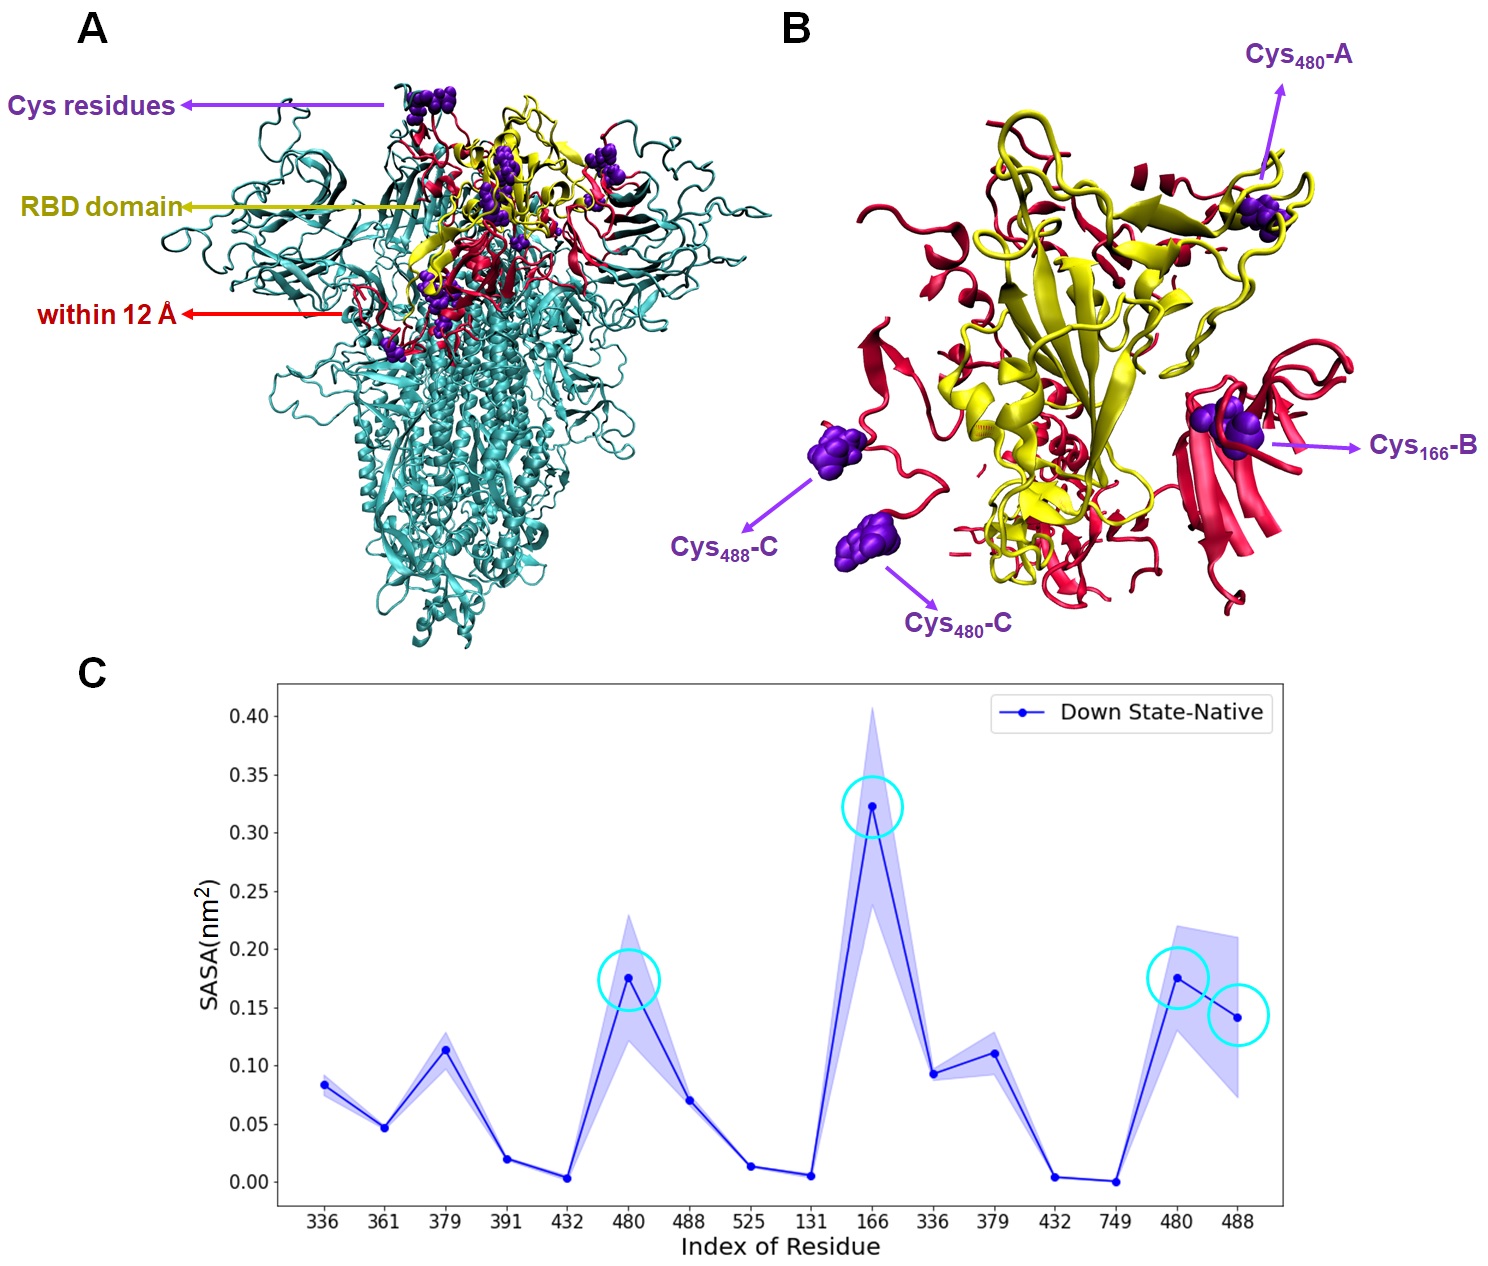 A
Cys residues
RBD domain
within 12 Å
B
Cys480-A
Cys166-B
Cys488-C
Cys480-C
C
Down State-Native
SASA(nm2)
0.40
0.35
0.30
0.25
0.20
0.15
0.10
0.05
0.00
336 361 379 391 432 480 488 525 131 166 336 379 432 749 480 488
Index of Residue